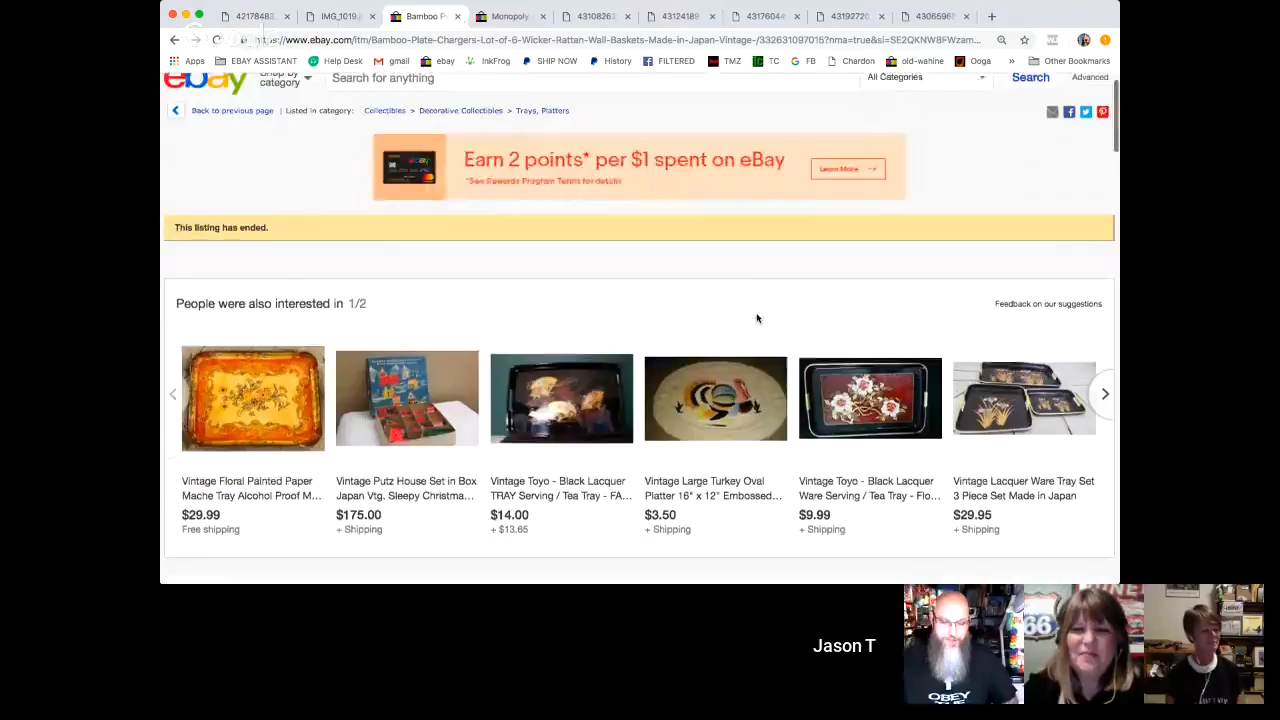 42178483
IMG_1019.j
Bamboo P
Monopoly
43108262
43124189
43176044
43192720
4306596
https://www.ebay.com/itm/Bamboo-Plate-Chargers-Lot-of-6-Wicker-Rattan-Wall-Baskets-Made-in-Japan-Vintage-/332631097015?nma=true&si=SE2QKNW8FWzam...
Apps EBAY ASSISTANT Help Desk gmail ebay InkFrog SHIP NOW History FILTERED TMZ TC FB Chardon old-wahine Ooga » Other Bookmarks
ebay
Shop by
category
Search for anything
All Categories
Search
Advanced
Back to previous page | Listed in category: Collectibles > Decorative Collectibles > Trays, Platters
ebay
Earn 2 points* per $1 spent on eBay
*See Rewards Program Terms for details
Learn More
This listing has ended.
People were also interested in 1/2
Feedback on our suggestions
Vintage Floral Painted Paper
Mache Tray Alcohol Proof M...
$29.99
Free shipping
Vintage Putz House Set in Box
Japan Vtg. Sleepy Christma...
$175.00
+ Shipping
Vintage Toyo - Black Lacquer
TRAY Serving / Tea Tray - FA...
$14.00
+ $13.65
Vintage Large Turkey Oval
Platter 16" x 12" Embossed...
$3.50
+ Shipping
Vintage Toyo - Black Lacquer
Ware Serving / Tea Tray - Flo...
$9.99
+ Shipping
Vintage Lacquer Ware Tray Set
3 Piece Set Made in Japan
$29.95
+ Shipping
Jason T
OBEY
THE
66